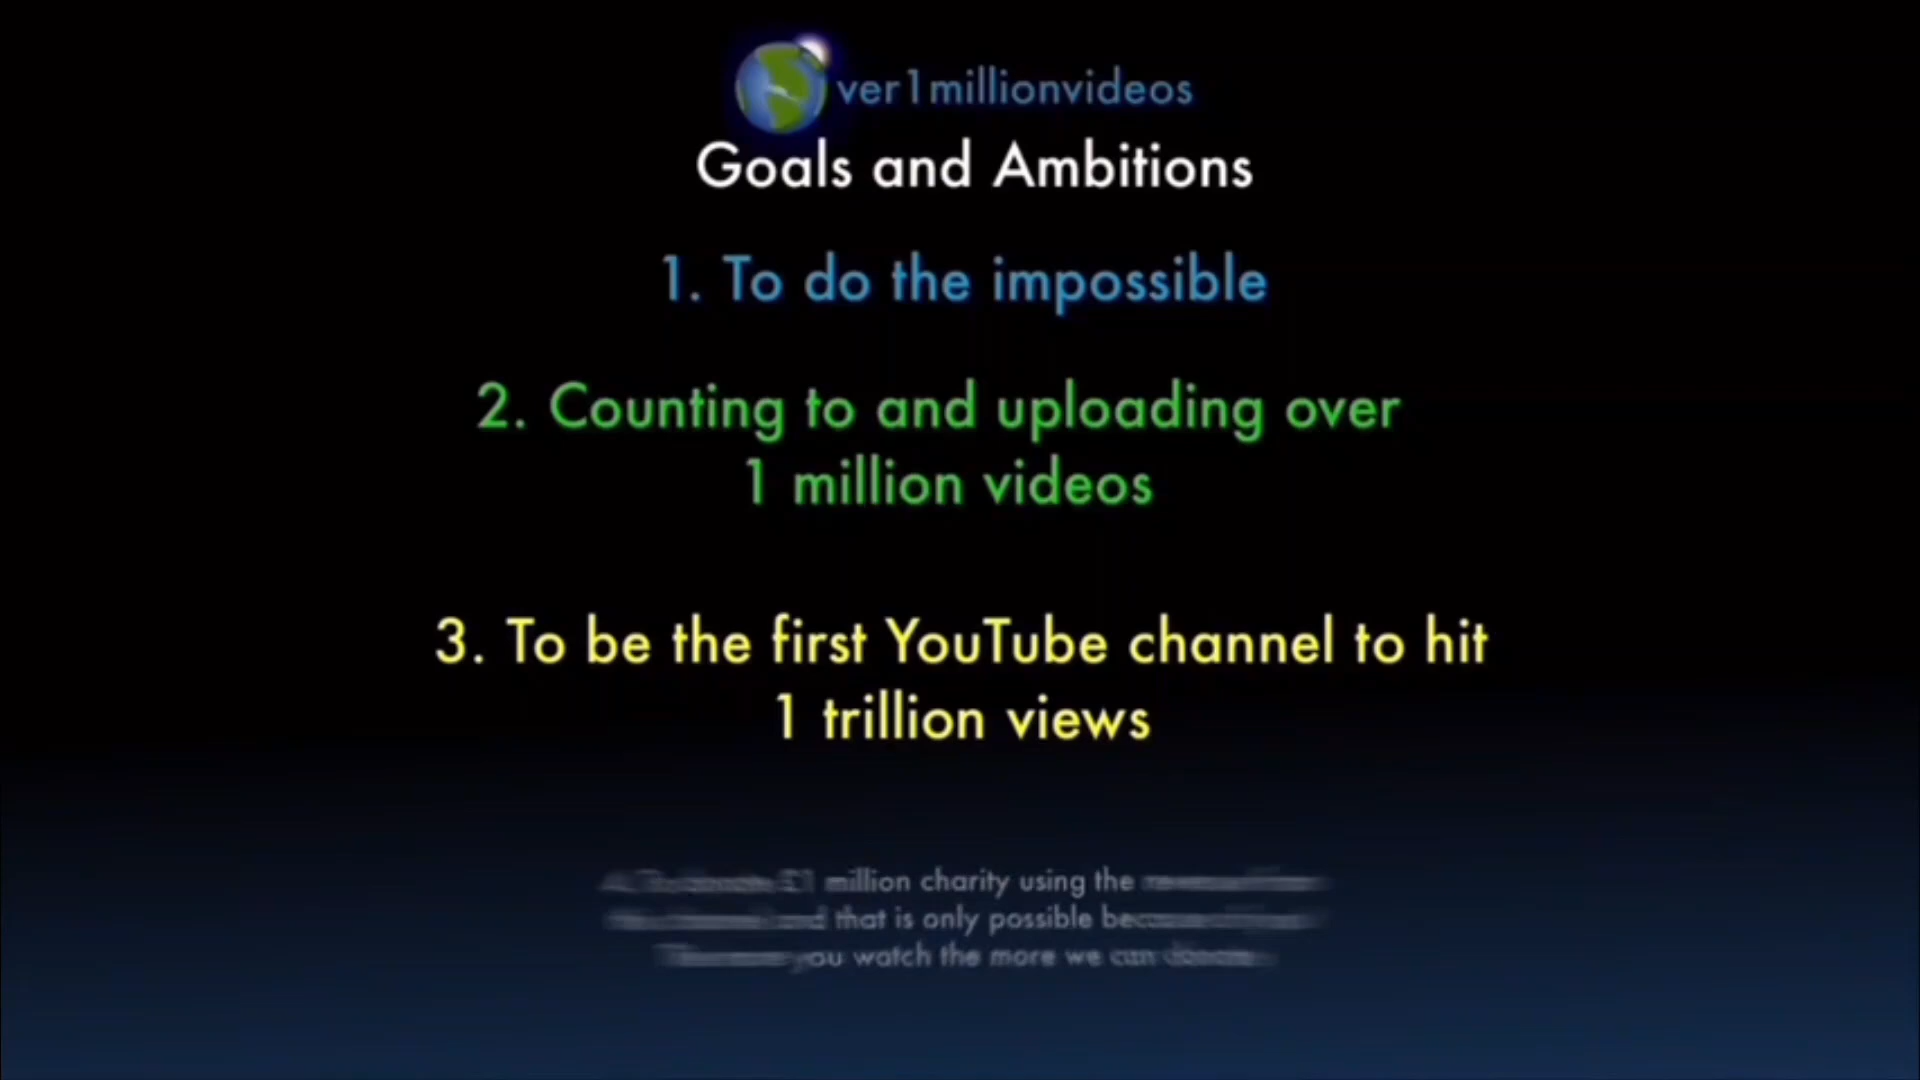 ver1millionvideos
Goals and Ambitions
1. To do the impossible
2. Counting to and uploading over
1 million videos
3. To be the first YouTube channel to hit
1 trillion views
million charity using the
that is only possible
you watch the more we can